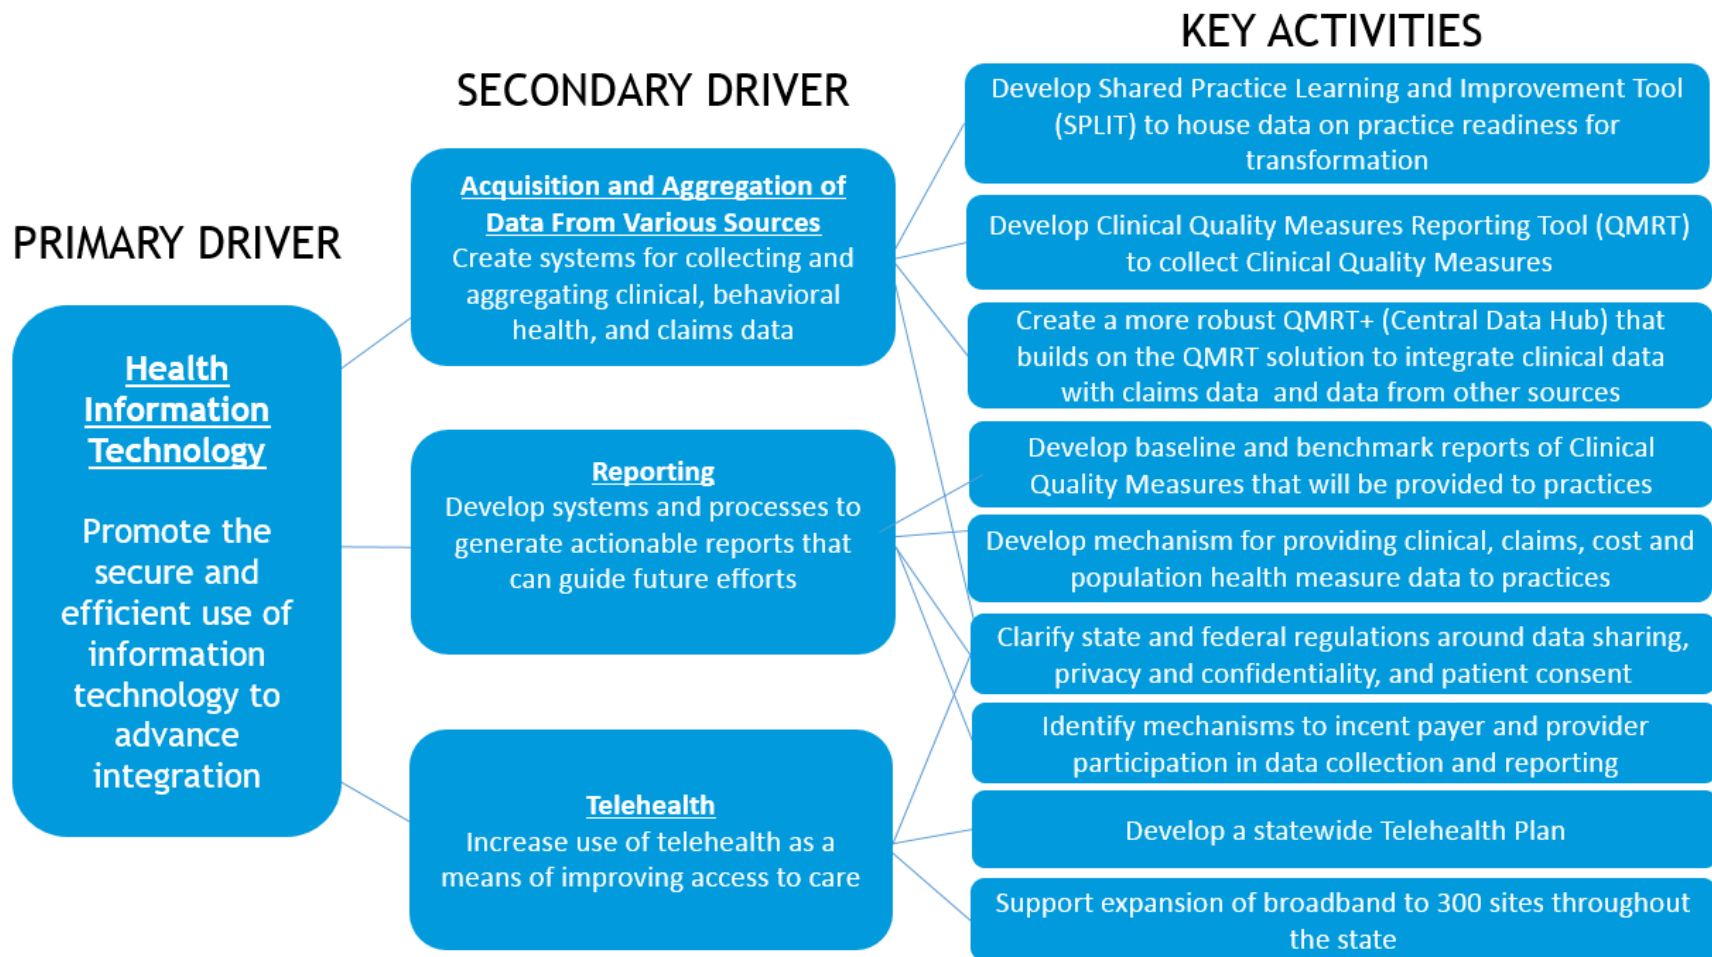 PRIMARY DRIVER
Health
Information
Technology
Promote the
secure and
efficient use of
information
technology to
advance
integration
SECONDARY DRIVER
Acquisition and Aggregation of
Data From Various Sources
Create systems for collecting and
aggregating clinical, behavioral
health, and claims data
Reporting
Develop systems and processes to
generate actionable reports that
can guide future efforts
Telehealth
Increase use of telehealth as a
means of improving access to care
KEY ACTIVITIES
Develop Shared Practice Learning and Improvement Tool
(SPLIT) to house data on practice readiness for
transformation
Develop Clinical Quality Measures Reporting Tool (QMRT)
to collect Clinical Quality Measures
Create a more robust QMRT+ (Central Data Hub) that
builds on the QMRT solution to integrate clinical data
with claims data and data from other sources
Develop baseline and benchmark reports of Clinical
Quality Measures that will be provided to practices
Develop mechanism for providing clinical, claims, cost and
population health measure data to practices
Clarify state and federal regulations around data sharing,
privacy and confidentiality, and patient consent
Identify mechanisms to incent payer and provider
participation in data collection and reporting
Develop a statewide Telehealth Plan
Support expansion of broadband to 300 sites throughout
the state